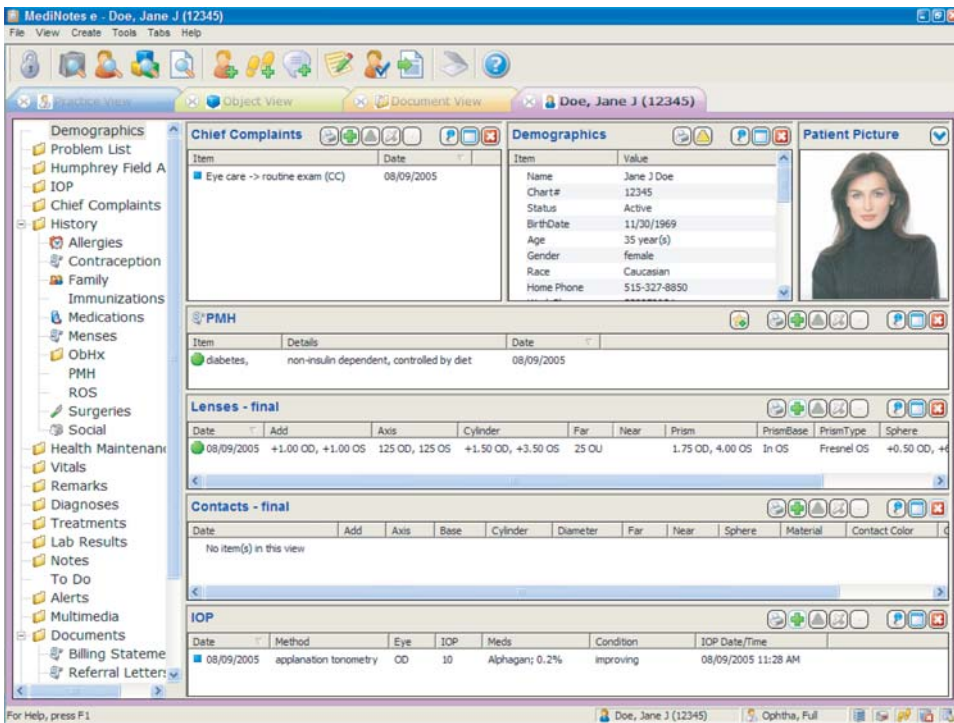 MediNotes e - Doe, Jane J (12345)
File View Create Tools Tabs Help
Practice View Object View Document View Doe, Jane J (12345)
Demographics
Problem List
Humphrey Field A
IOP
Chief Complaints
History
Allergies
Contraception
Family
Immunizations
Medications
Menses
ObHx
PMH
ROS
Surgeries
Social
Health Maintenanc
Vitals
Remarks
Diagnoses
Treatments
Lab Results
Notes
To Do
Alerts
Multimedia
Documents
Billing Stateme
Referral Letters
Chief Complaints
Item Date
Eye care -> routine exam (CC) 08/09/2005
Demographics
Item Value
Name Jane J Doe
Chart# 12345
Status Active
BirthDate 11/30/1969
Age 35 year(s)
Gender female
Race Caucasian
Home Phone 515-327-8850
Patient Picture
PMH
Item Details Date
diabetes, non-insulin dependent, controlled by diet 08/09/2005
Lenses - final
Date Add Axis Cylinder Far Near Prism PrismBase PrismType Sphere
08/09/2005 +1.00 OD, +1.00 OS 125 OD, 125 OS +1.50 OD, +3.50 OS 25 OU 1.75 OD, 4.00 OS In OS Fresnel OS +0.50 OD, +6
Contacts - final
Date Add Axis Base Cylinder Diameter Far Near Sphere Material Contact Color
No item(s) in this view
IOP
Date Method Eye IOP Meds Condition IOP Date/Time
08/09/2005 applanation tonometry OD 10 Alphagan; 0.2% improving 08/09/2005 11:28 AM
For Help, press F1 Doe, Jane J (12345) Ophtha, Full